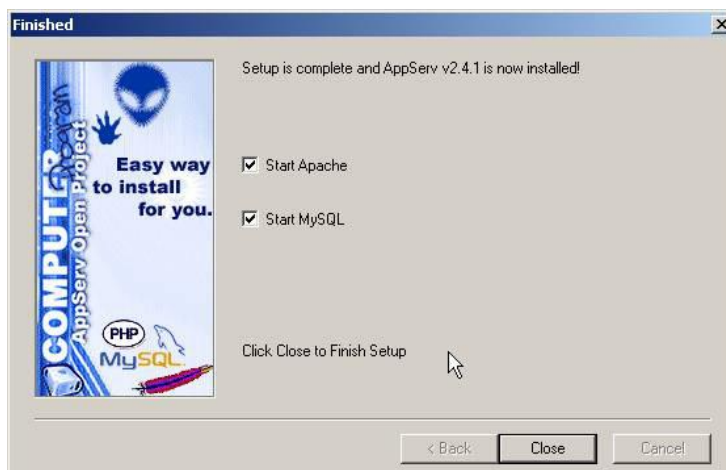 Finished
Setup is complete and AppServ v2.4.1 is now installed!
COMPUTER
Program
AppServ Open Project
Easy way
to install
for you.
PHP
MySQL
Start Apache
Start MySQL
Click Close to Finish Setup
< Back
Close
Cancel